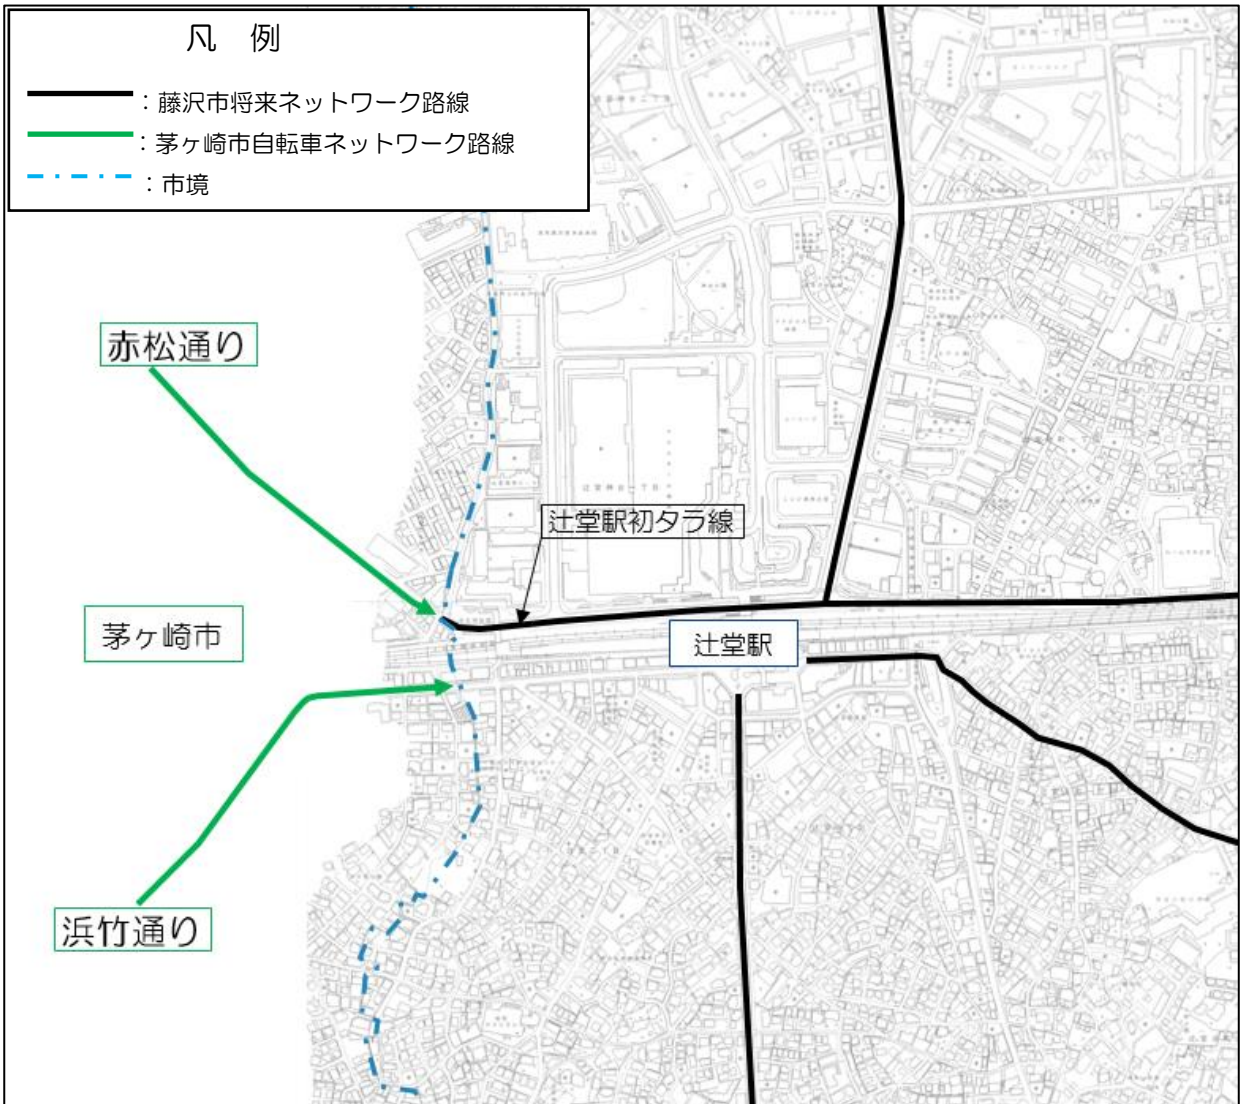 凡 例
：藤沢市将来ネットワーク路線
：茅ヶ崎市自転車ネットワーク路線
：市境
赤松通り
辻堂駅初タラ線
茅ヶ崎市
辻堂駅
浜竹通り